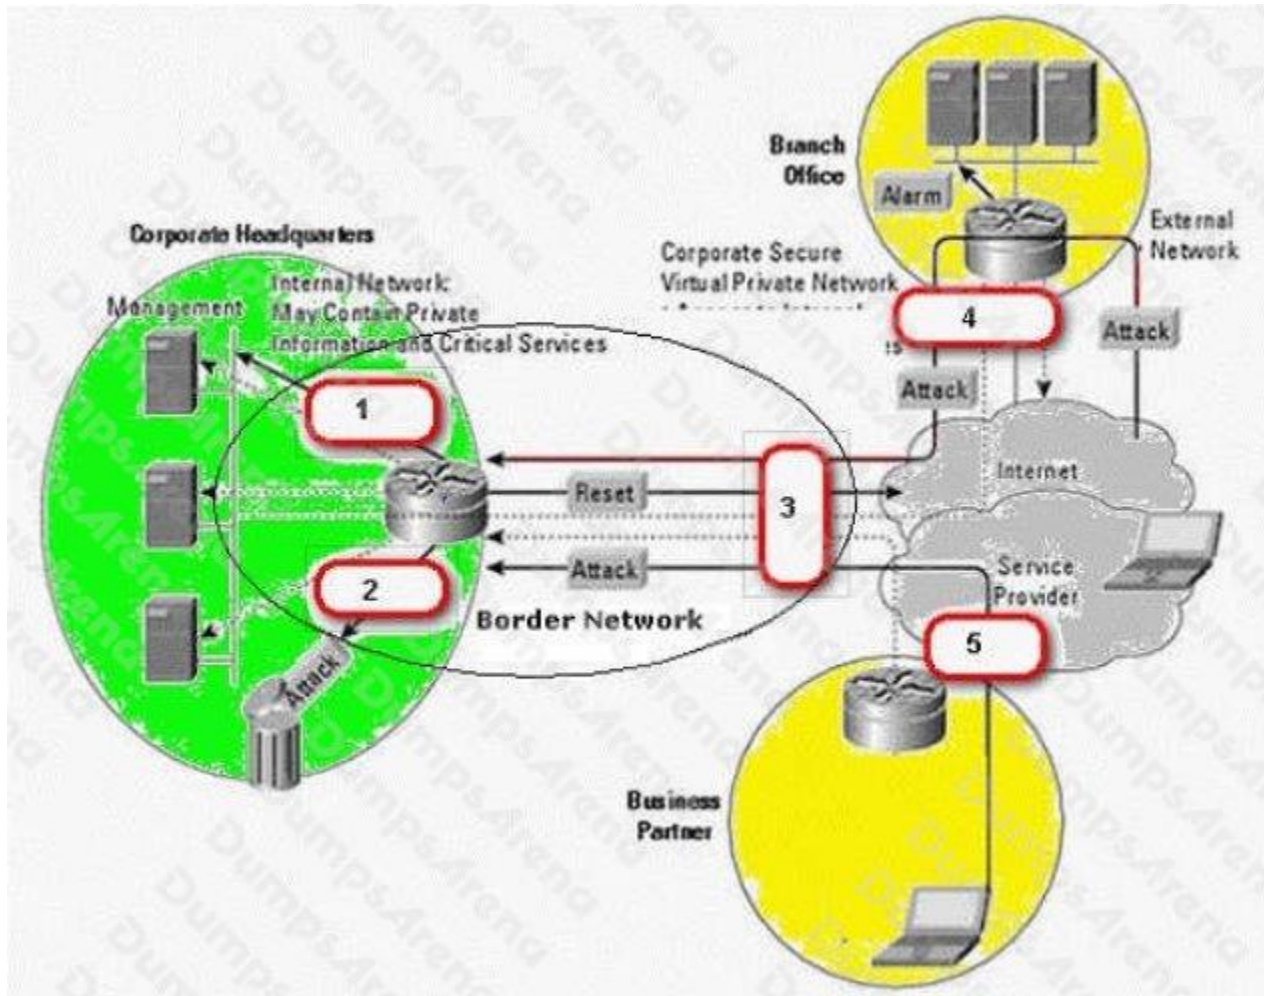 Branch
Office
Alarm
External
Network
Corporate Secure
Virtual Private Network
Corporate Headquarters
Internal Network:
May Contain Private
Information and Critical Services
Management
4
Attack
Attack
1
Internet
Reset
3
Attack
2
Service
Provider
Border Network
5
Attack
Business
Partner
DumpsArena